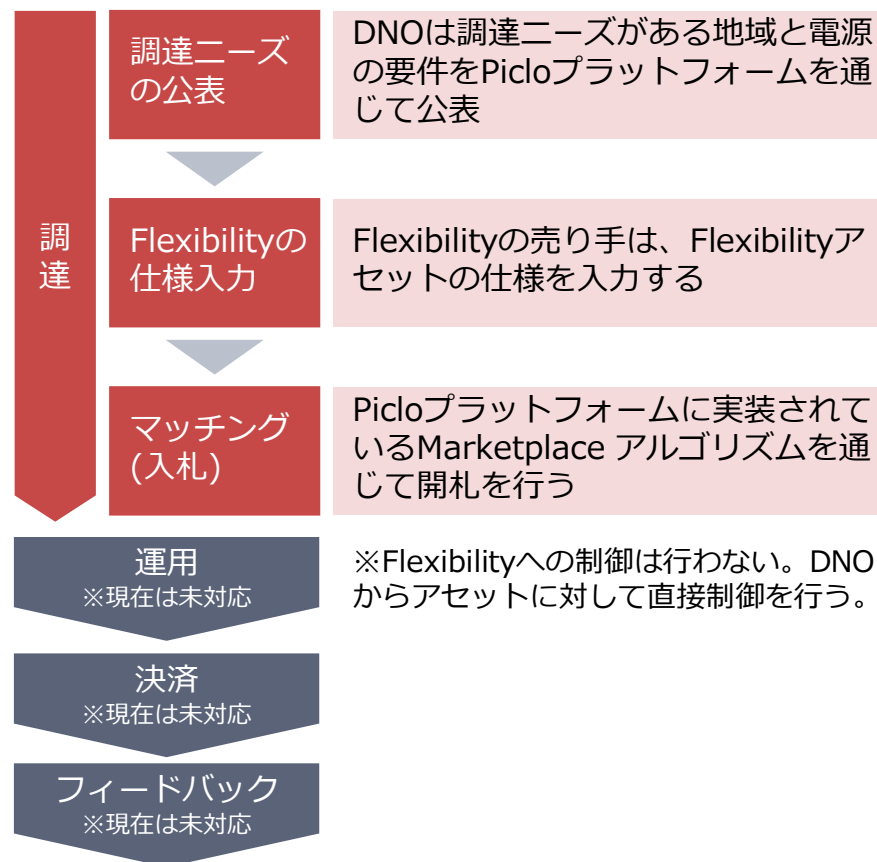 調達
調達ニーズ
の公表
DNOは調達ニーズがある地域と電源
の要件をPicloプラットフォームを通
じて公表
Flexibilityの
仕様入力
Flexibilityの売り手は、Flexibilityア
セットの仕様を入力する
マッチング
(入札)
Picloプラットフォームに実装されて
いるMarketplace アルゴリズムを通
じて開札を行う
運用
※現在は未対応
※Flexibilityへの制御は行わない。DNO
からアセットに対して直接制御を行う。
決済
※現在は未対応
フィードバック
※現在は未対応